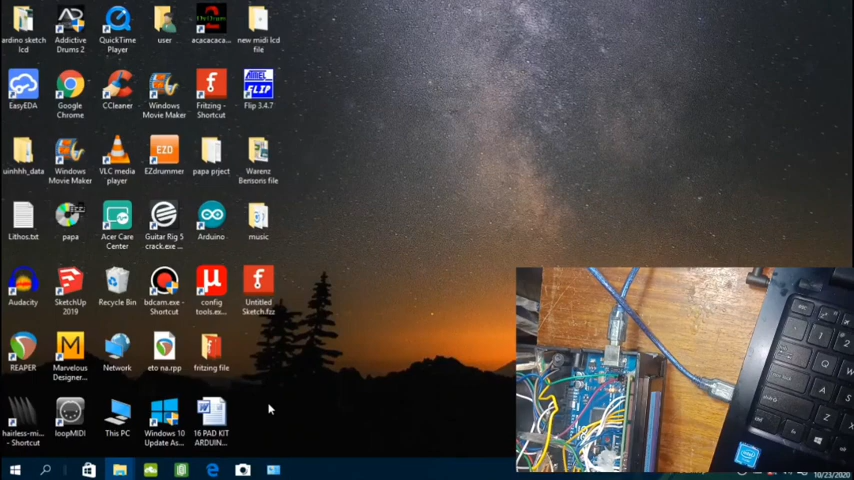 ardino sketch lcd
Addictive Drums 2
QuickTime Player
user
acacacaca...
new midi lcd file
EasyEDA
Google Chrome
CCleaner
Windows Movie Maker
Fritzing - Shortcut
ATMEL FLIP
Flip 3.4.7
uinhhh_data
Windows Movie Maker
VLC media player
EZD
EZdrummer
papa prject
Warenz Bensons file
Lithos.txt
papa
Acer Care Center
Guitar Rig 5 crack.exe ...
Arduino
music
Audacity
SketchUp 2019
Recycle Bin
bdcam.exe - Shortcut
config tools.ex...
Untitled Sketch.fzz
REAPER
Marvelous Designer...
Network
eto na.rpp
fritzing file
hairless-mi... - Shortcut
loopMIDI
This PC
Windows 10 Update As...
16 PAD KIT ARDUIN...
10/23/2020